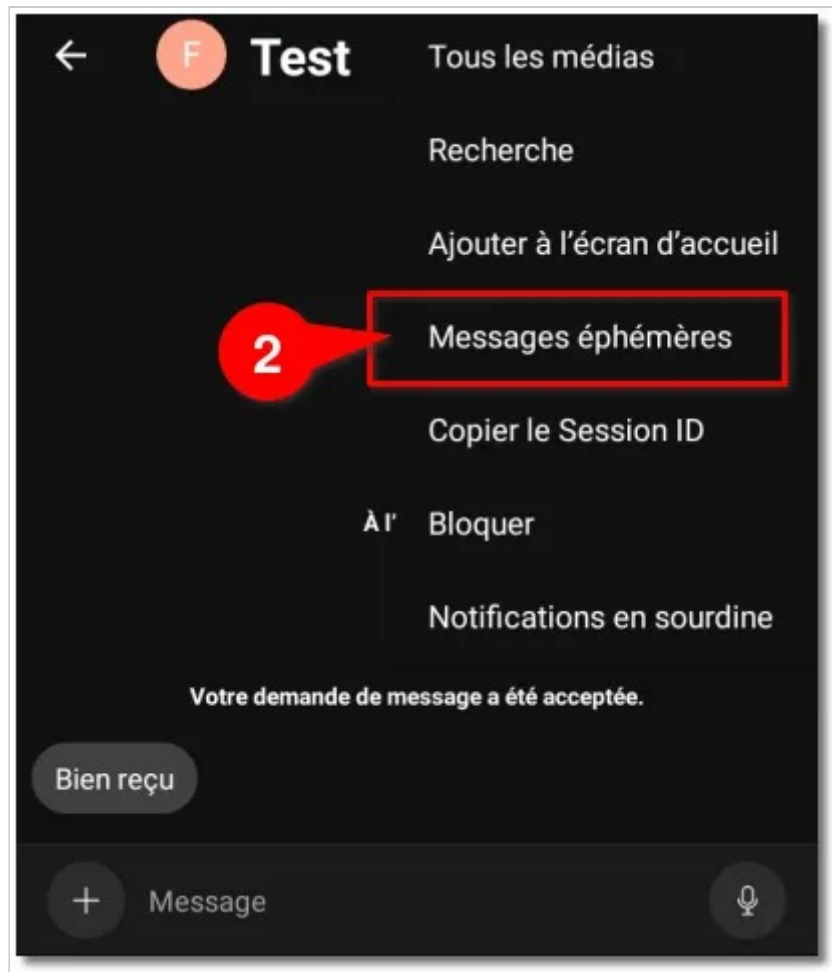 F Test
Tous les médias
Recherche
Ajouter à l’écran d’accueil
2
Messages éphémères
Copier le Session ID
À l’
Bloquer
Notifications en sourdine
Votre demande de message a été acceptée.
Bien reçu
+ Message